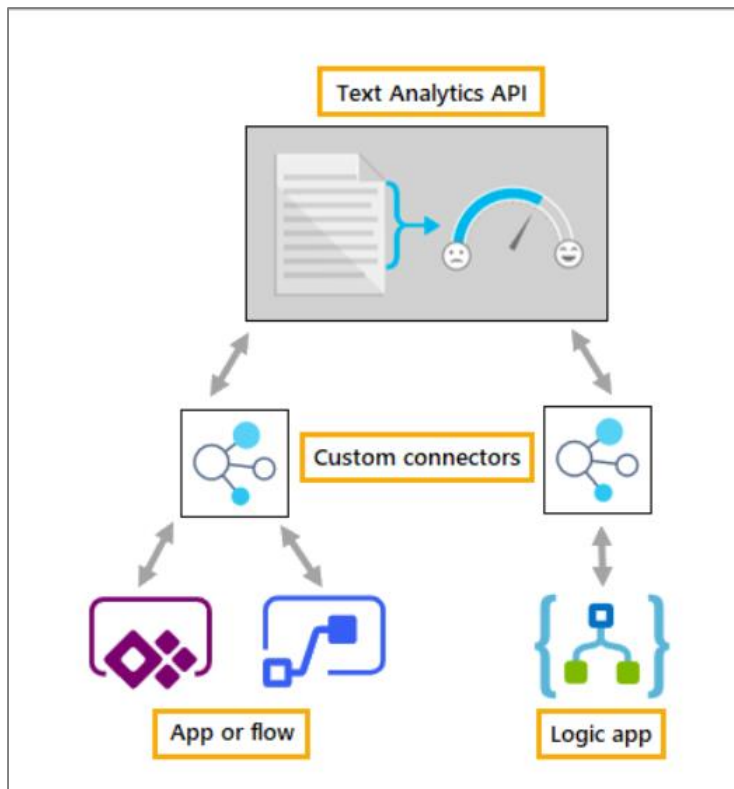 Text Analytics API
Custom connectors
App or flow
Logic app